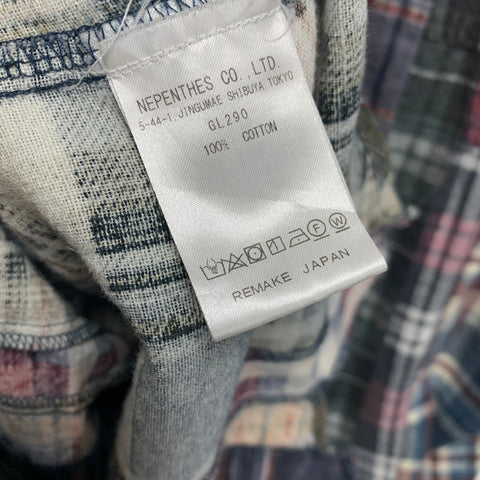 NEPENTHES CO.,LTD.
5-44-1,JINGUMAE SHIBUYA,TOKYO
GL290
100% COTTON
REMAKE JAPAN